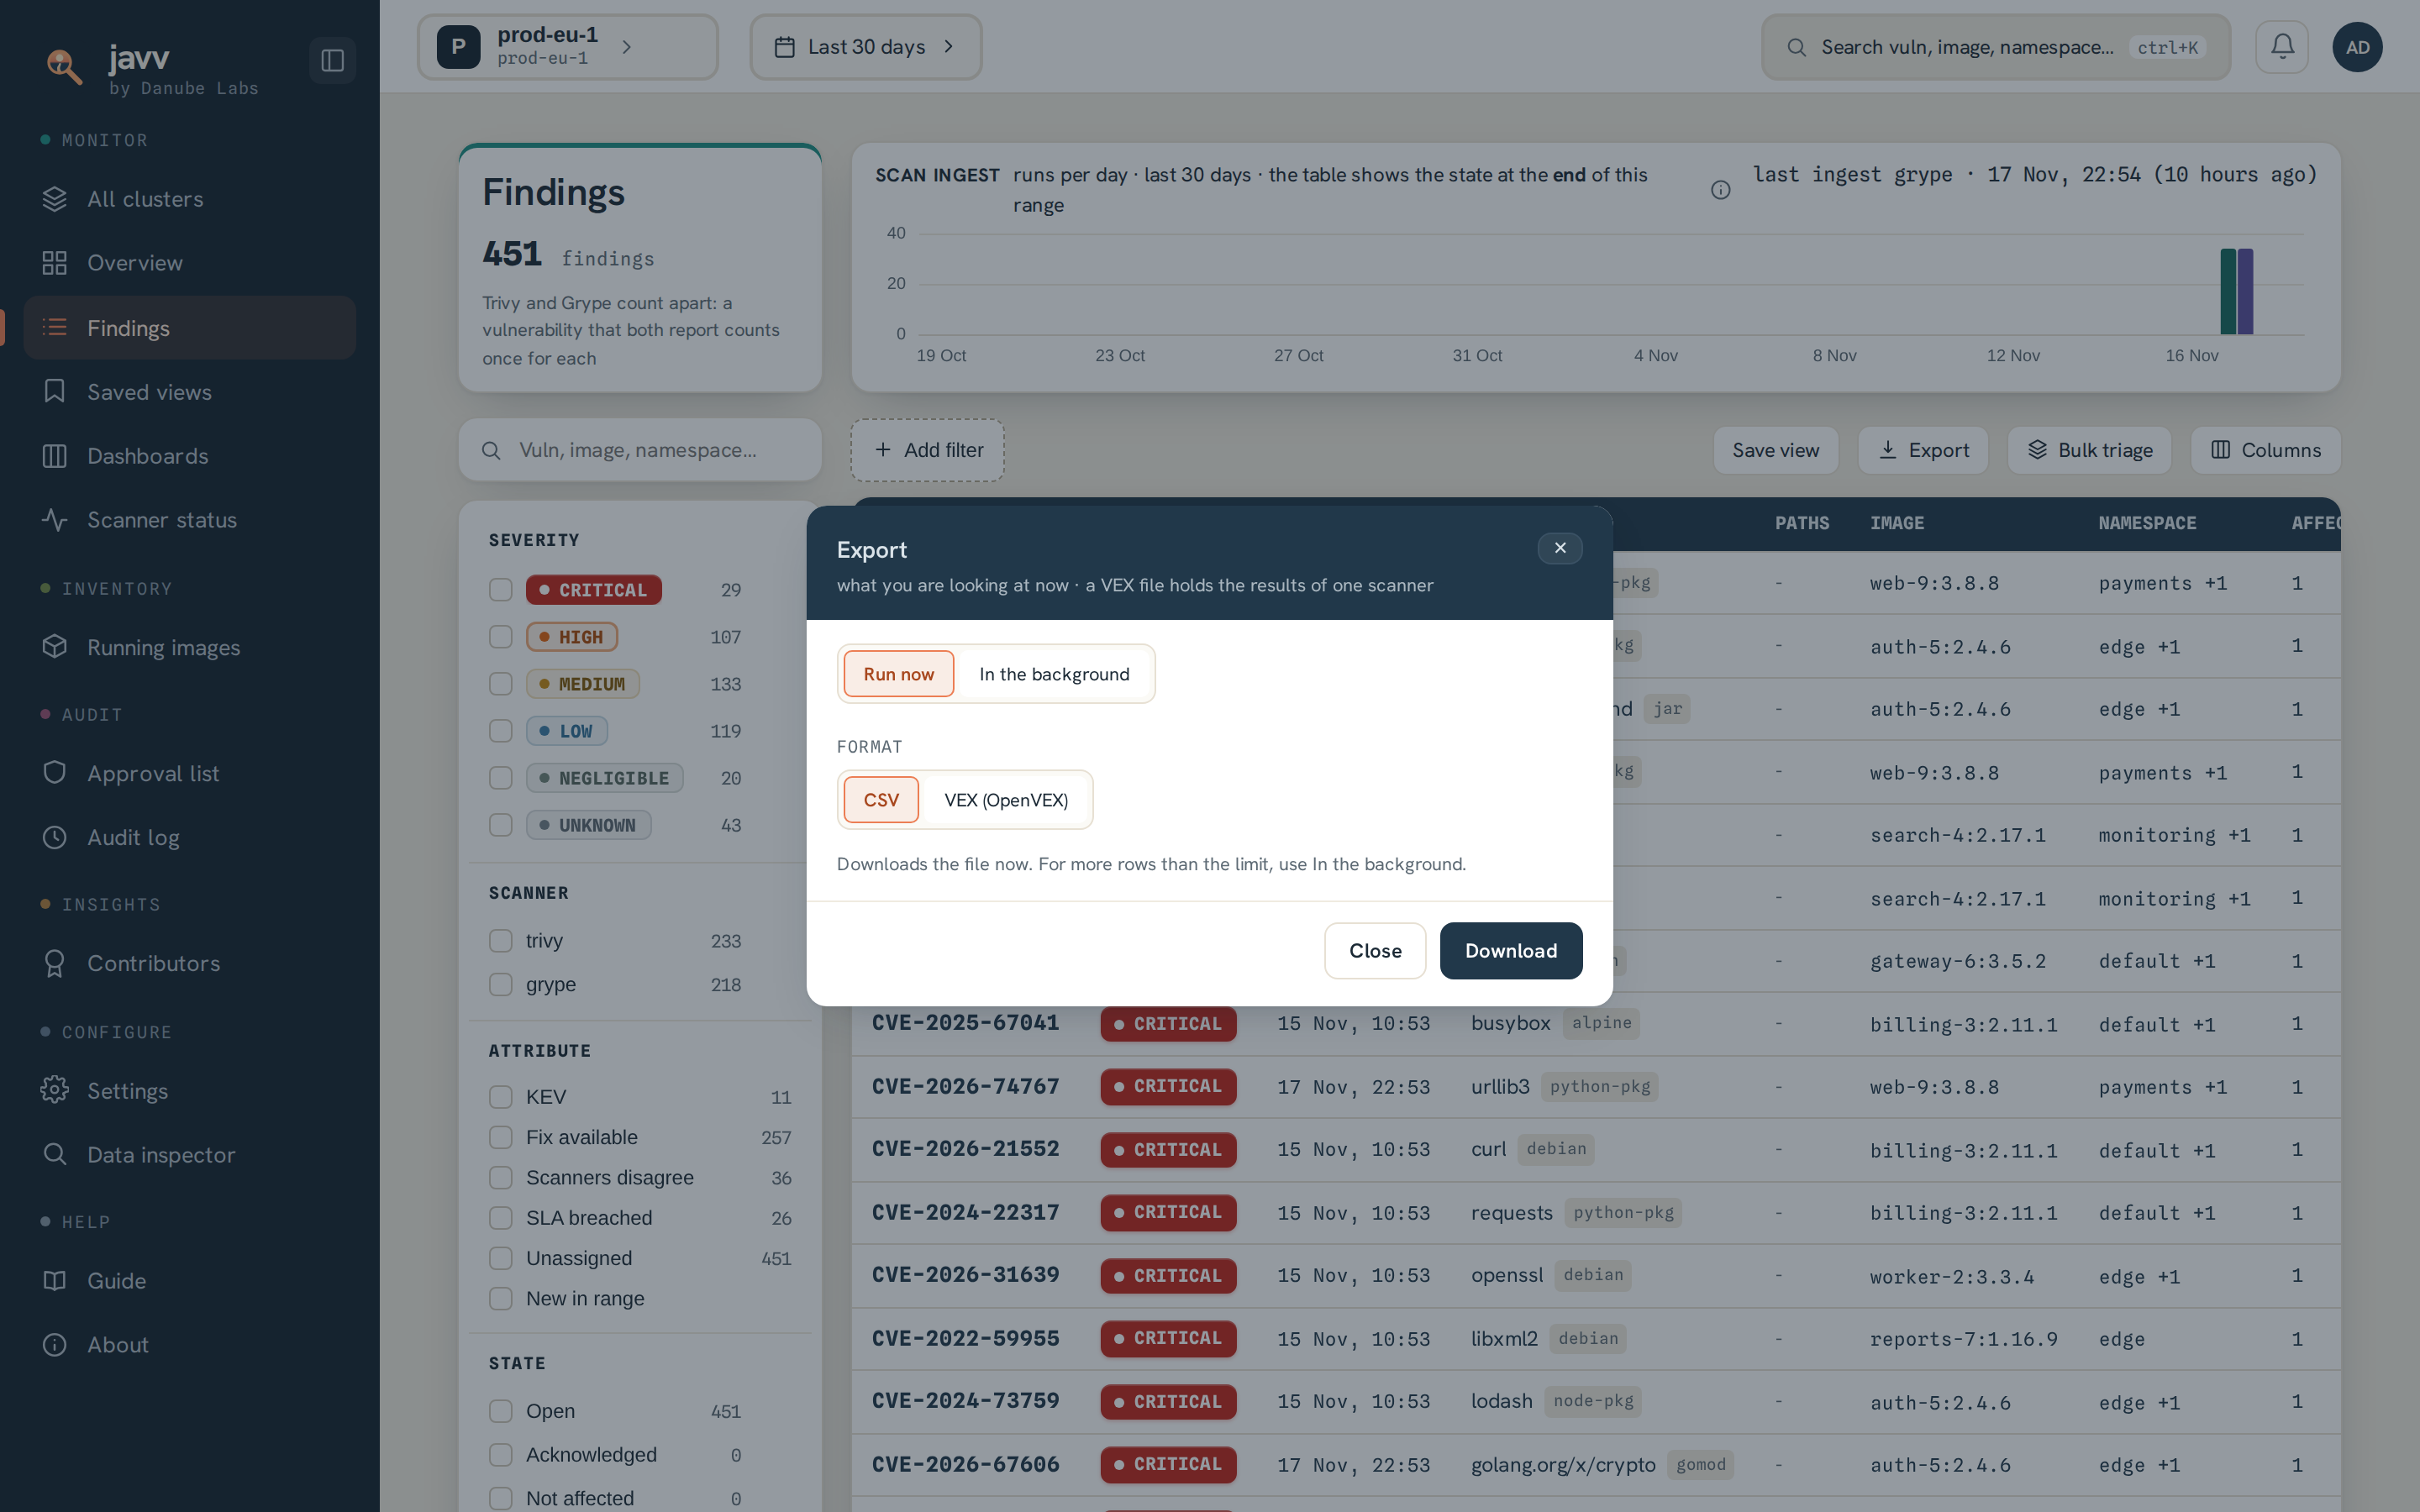 javv
by Danube Labs
MONITOR
All clusters
Overview
Findings
Saved views
Dashboards
Scanner status
INVENTORY
Running images
AUDIT
Approval list
Audit log
INSIGHTS
Contributors
CONFIGURE
Settings
Data inspector
HELP
Guide
About
P
prod-eu-1
prod-eu-1
Last 30 days
Search vuln, image, namespace... ctrl+K
AD
Findings
451 findings
Trivy and Grype count apart: a
vulnerability that both report counts
once for each
SCAN INGEST runs per day · last 30 days · the table shows the state at the end of this
range
last ingest grype · 17 Nov, 22:54 (10 hours ago)
40
20
0
19 Oct 23 Oct 27 Oct 31 Oct 4 Nov 8 Nov 12 Nov 16 Nov
Vuln, image, namespace...
Add filter
Save view
Export
Bulk triage
Columns
SEVERITY
CRITICAL 29
HIGH 107
MEDIUM 133
LOW 119
NEGLIGIBLE 20
UNKNOWN 43
SCANNER
trivy 233
grype 218
ATTRIBUTE
KEV 11
Fix available 257
Scanners disagree 36
SLA breached 26
Unassigned 451
New in range
STATE
Open 451
Acknowledged 0
Not affected 0
Export
what you are looking at now · a VEX file holds the results of one scanner
Run now In the background
FORMAT
CSV VEX (OpenVEX)
Downloads the file now. For more rows than the limit, use In the background.
Close Download
PATHS IMAGE NAMESPACE
-pkg - web-9:3.8.8 payments +1 1
kg - auth-5:2.4.6 edge +1 1
nd jar - auth-5:2.4.6 edge +1 1
kg - web-9:3.8.8 payments +1 1
- search-4:2.17.1 monitoring +1 1
- search-4:2.17.1 monitoring +1 1
- gateway-6:3.5.2 default +1 1
CVE-2025-67041 CRITICAL 15 Nov, 10:53 busybox alpine - billing-3:2.11.1 default +1 1
CVE-2026-74767 CRITICAL 17 Nov, 22:53 urllib3 python-pkg - web-9:3.8.8 payments +1 1
CVE-2026-21552 CRITICAL 15 Nov, 10:53 curl debian - billing-3:2.11.1 default +1 1
CVE-2024-22317 CRITICAL 15 Nov, 10:53 requests python-pkg - billing-3:2.11.1 default +1 1
CVE-2026-31639 CRITICAL 15 Nov, 10:53 openssl debian - worker-2:3.3.4 edge +1 1
CVE-2022-59955 CRITICAL 15 Nov, 10:53 libxml2 debian - reports-7:1.16.9 edge 1
CVE-2024-73759 CRITICAL 15 Nov, 10:53 lodash node-pkg - auth-5:2.4.6 edge +1 1
CVE-2026-67606 CRITICAL 17 Nov, 22:53 golang.org/x/crypto gomod - auth-5:2.4.6 edge +1 1